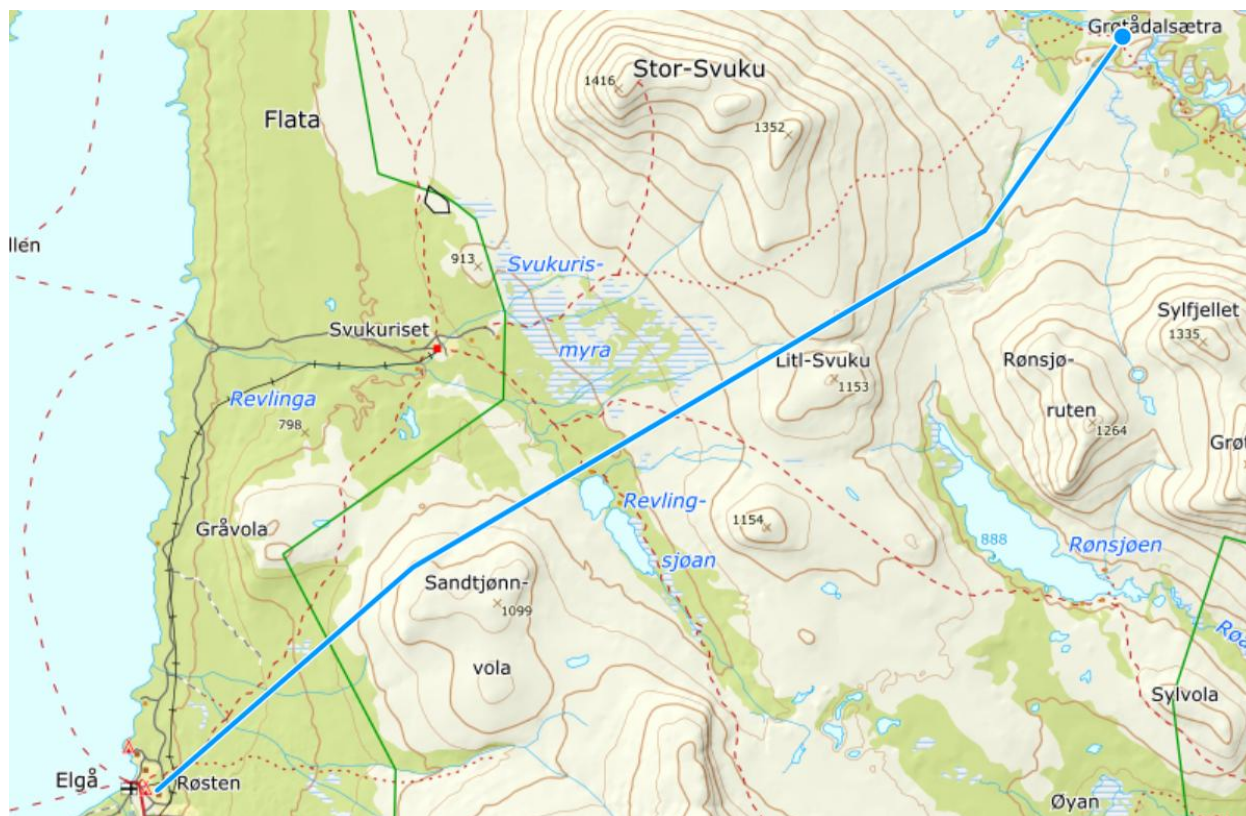 Grøtådalsætra
Stor-Svuku
1416
Flata
1352
llén
913
Svukuris-
Sylfjellet
Svukuriset
1335
myra
Litl-Svuku
Rønsjø-
1153
Revlinga
ruten
798
1264
Grøt
Revling-
1154
Gråvola
888
Rønsjøen
sjøan
Sandtjønn-
1099
vola
Sylvola
Elgå
Røsten
Øyan